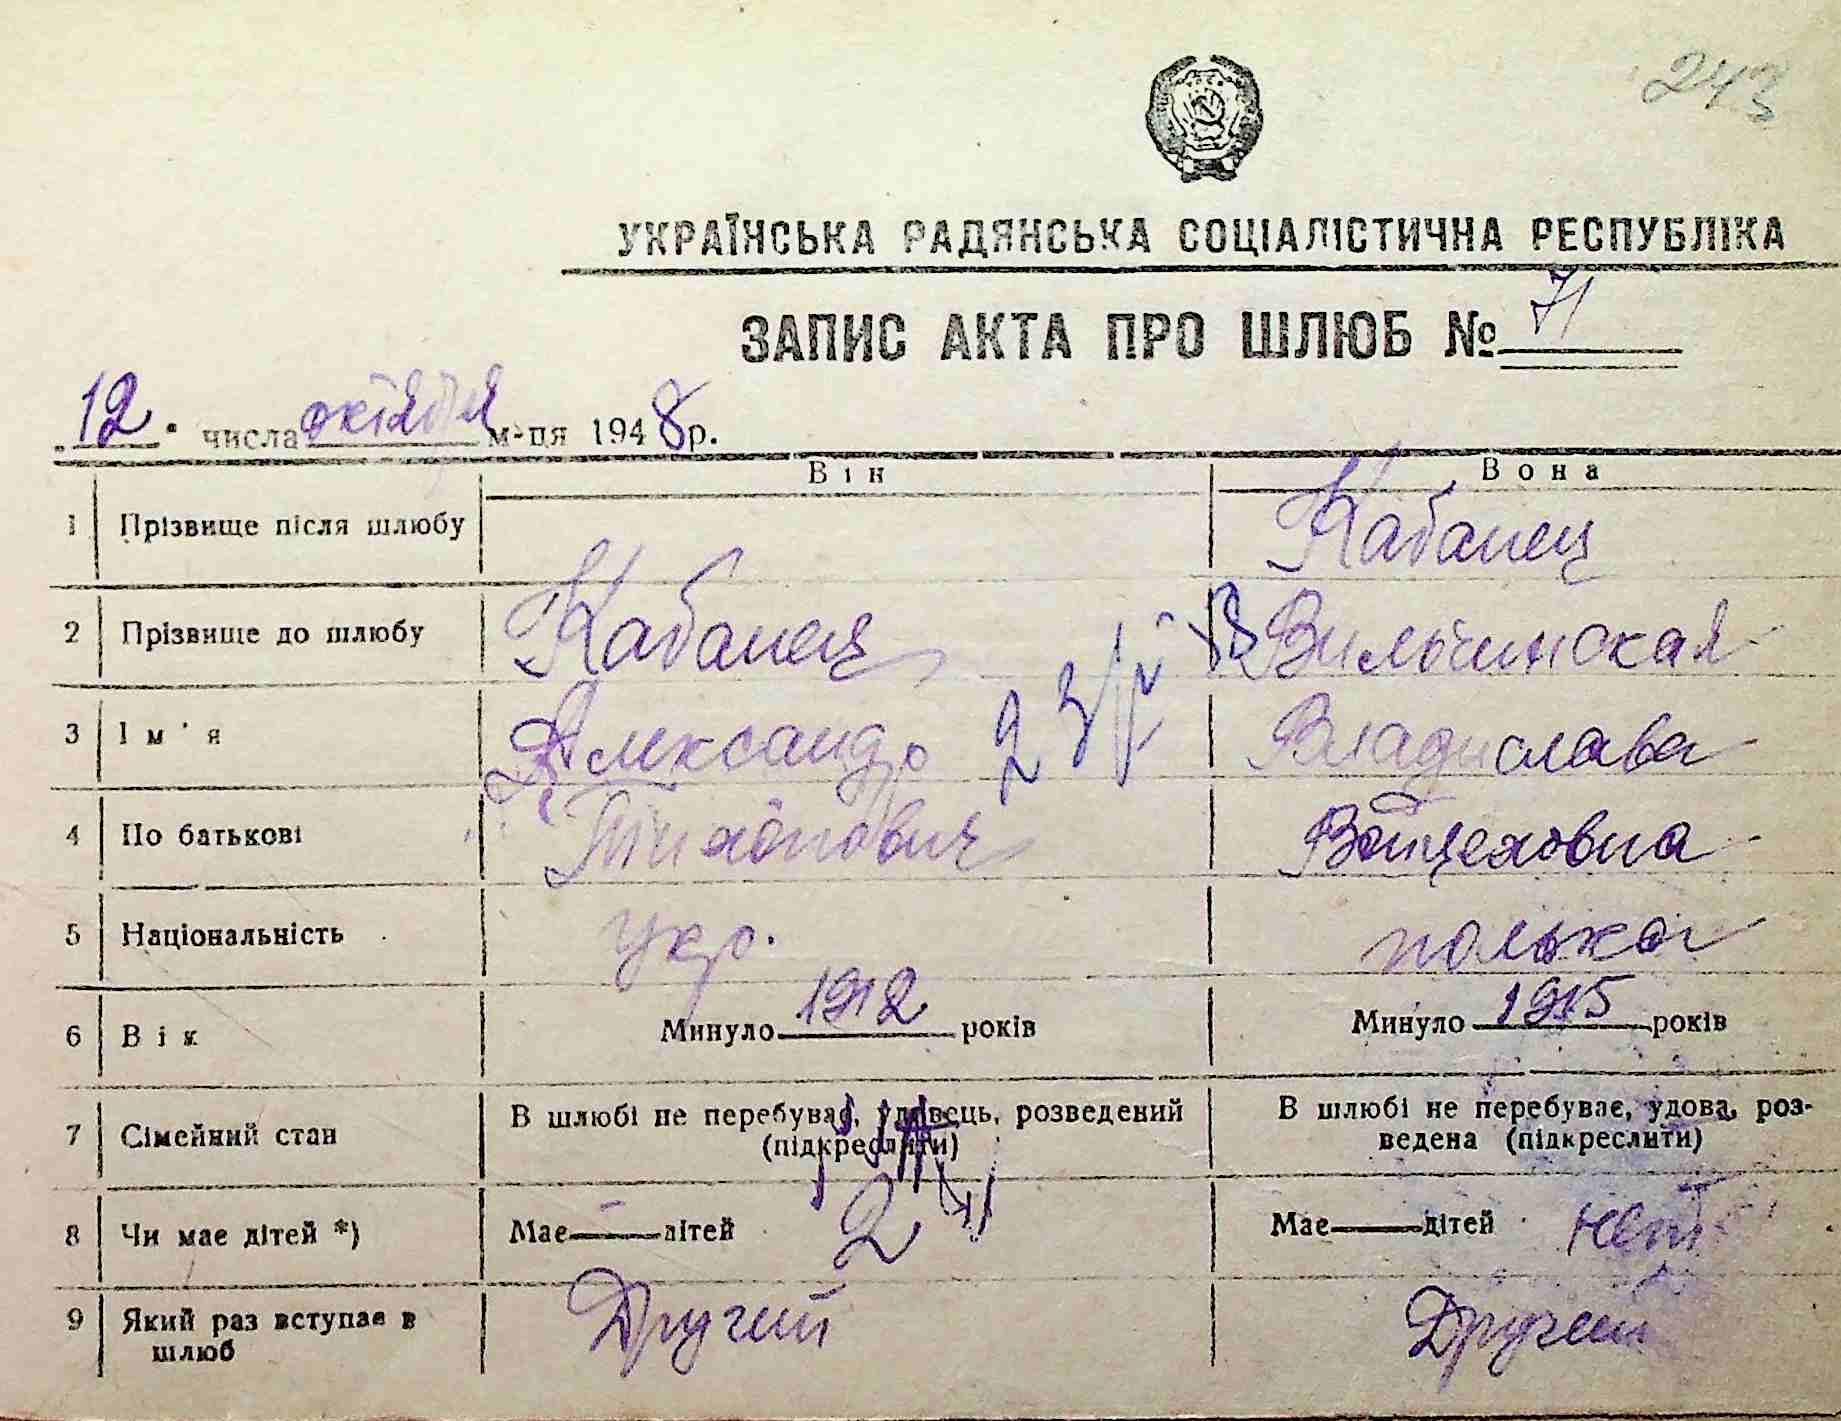 243
УКРАЇНСЬКА РАДЯНСЬКА СОЦІАЛІСТИЧНА РЕСПУБЛІКА
ЗАПИС АКТА ПРО ШЛЮБ № 71
"12" числа октября м-ця 1948 р.
Він Вона
1 Прізвище після шлюбу Кабанец
2 Прізвище до шлюбу Кабанец Вильчинская
3 Ім'я Александр Владислава
4 По батькові Тихонович Войцеховна
5 Національність укр. полька
6 Вік Минуло 1912 років Минуло 1915 років
7 Сімейний стан В шлюбі не перебуває, удовець, розведений (підкреслити) В шлюбі не перебуває, удова, роз-
ведена (підкреслити)
8 Чи має дітей *) Має дітей 2 Має дітей нет
9 Який раз вступає в шлюб Другий Другий